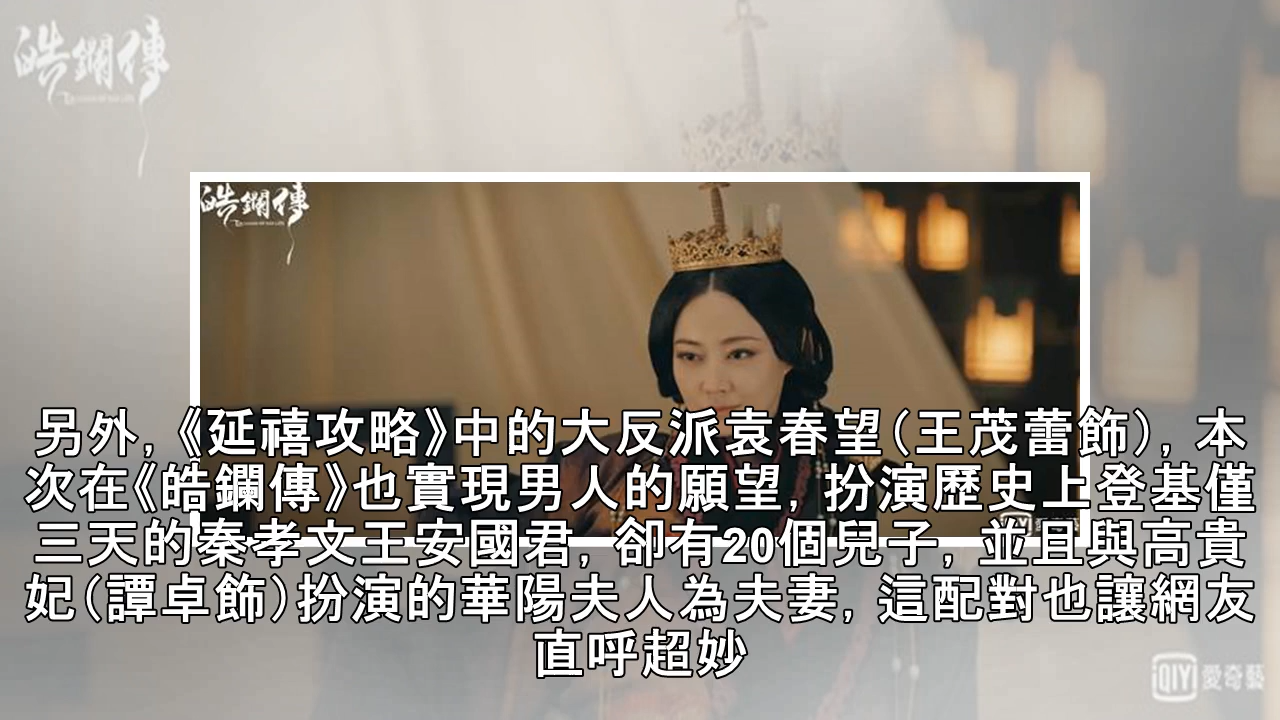 皓鑭傳
皓鑭傳
另外,《延禧攻略》中的大反派袁春望(王茂蕾飾),本
次在《皓鑭傳》也實現男人的願望,扮演歷史上登基僅
三天的秦孝文王安國君,卻有20個兒子,並且與高貴
妃(譚卓飾)扮演的華陽夫人為夫妻,這配對也讓網友
直呼超妙
iQIYI 愛奇藝